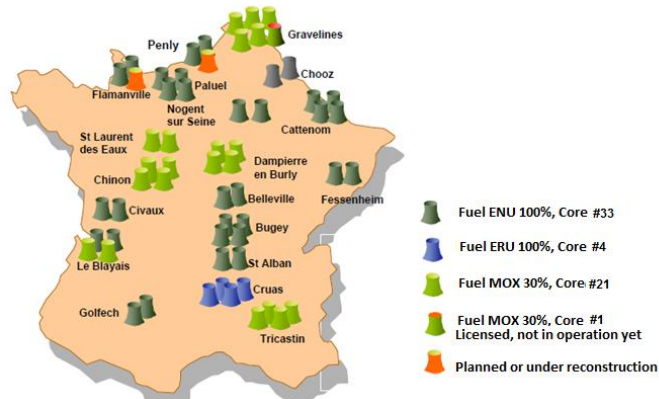 Gravelines
Penly
Chooz
Paluel
Flamanville
Nogent
sur Seine
Cattenom
St Laurent
des Eaux
Dampierre
en Burly
Chinon
Fessenheim
Belleville
Civaux
Bugey
Le Blayais
St Alban
Cruas
Golfech
Tricastin
Fuel ENU 100%, Core #33
Fuel ERU 100%, Core #4
Fuel MOX 30%, Core #21
Fuel MOX 30%, Core #1
Licensed, not in operation yet
Planned or under reconstruction